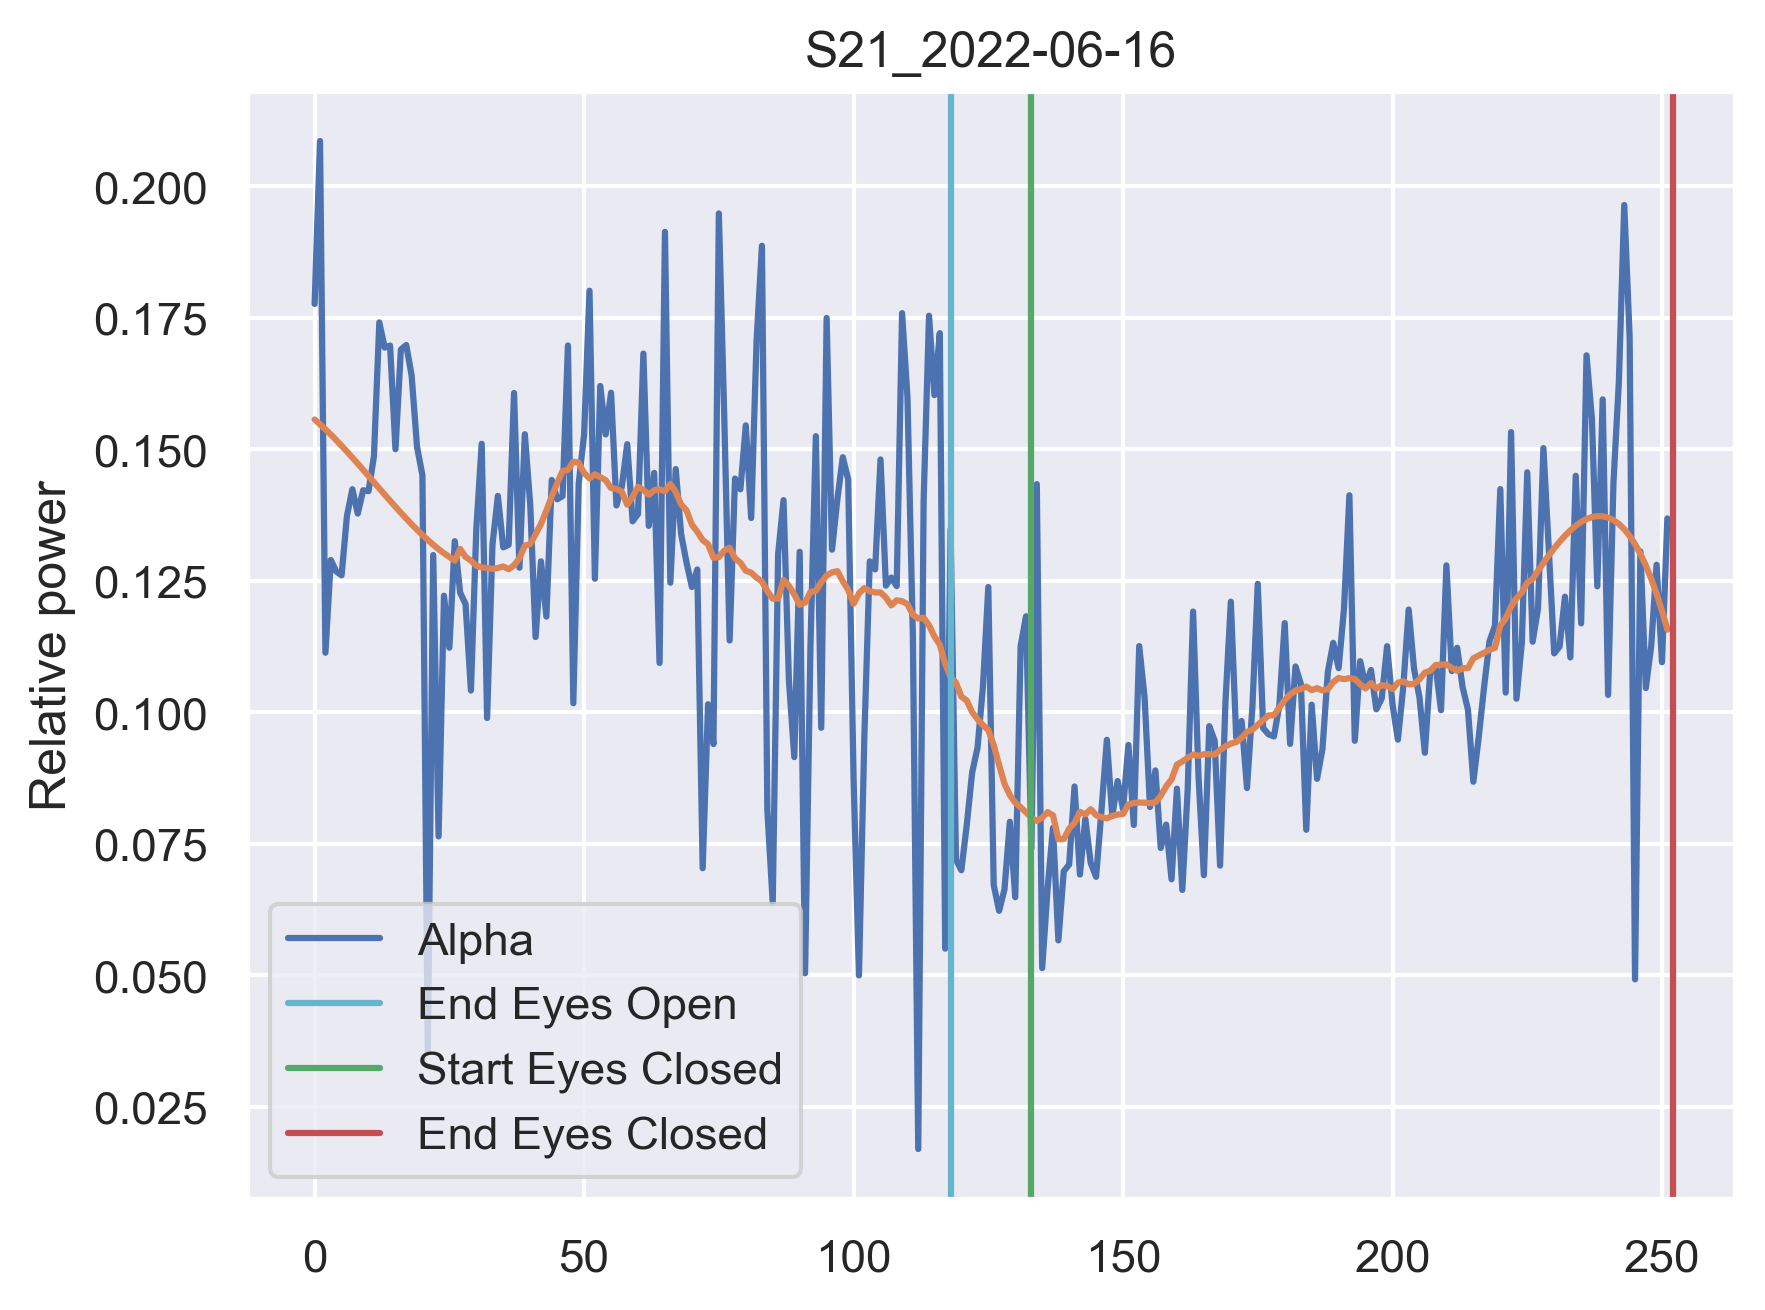 S21_2022-06-16
Relative power
0.200
0.175
0.150
0.125
0.100
0.075
0.050
0.025
Alpha
End Eyes Open
Start Eyes Closed
End Eyes Closed
0 50 100 150 200 250